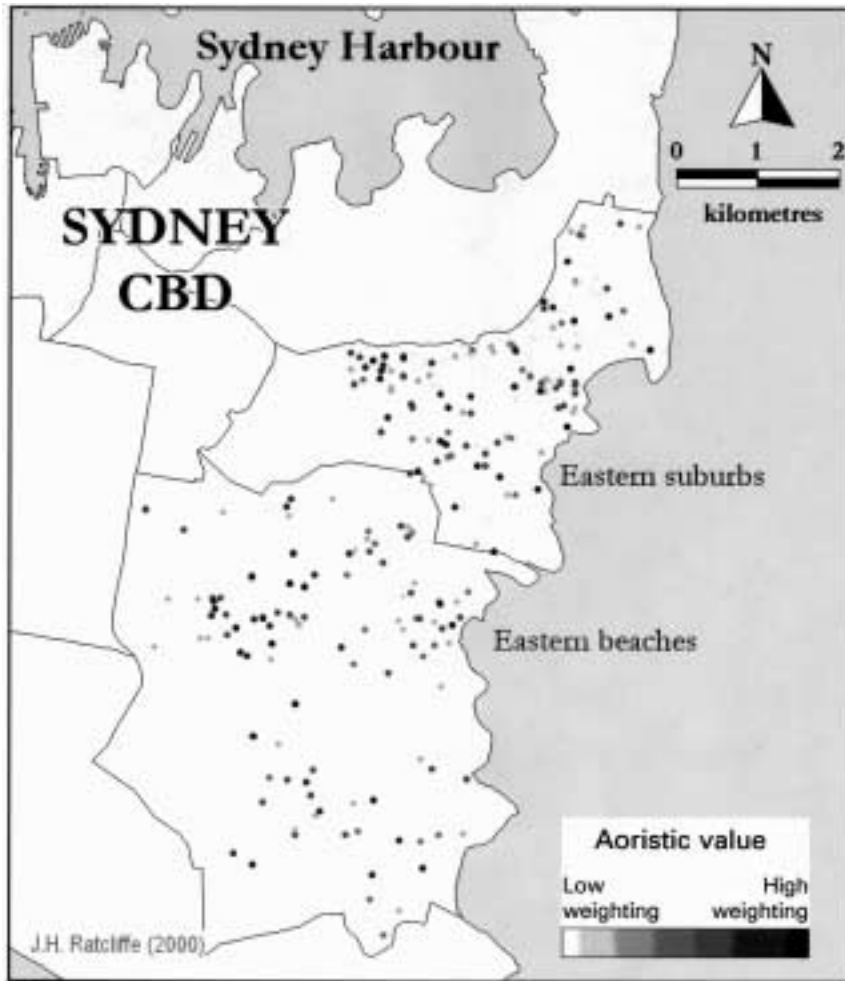 Sydney Harbour
N
0 1 2
kilometres
SYDNEY
CBD
Eastern suburbs
Eastern beaches
Aoristic value
Low High
weighting weighting
J.H. Ratcliffe (2000)